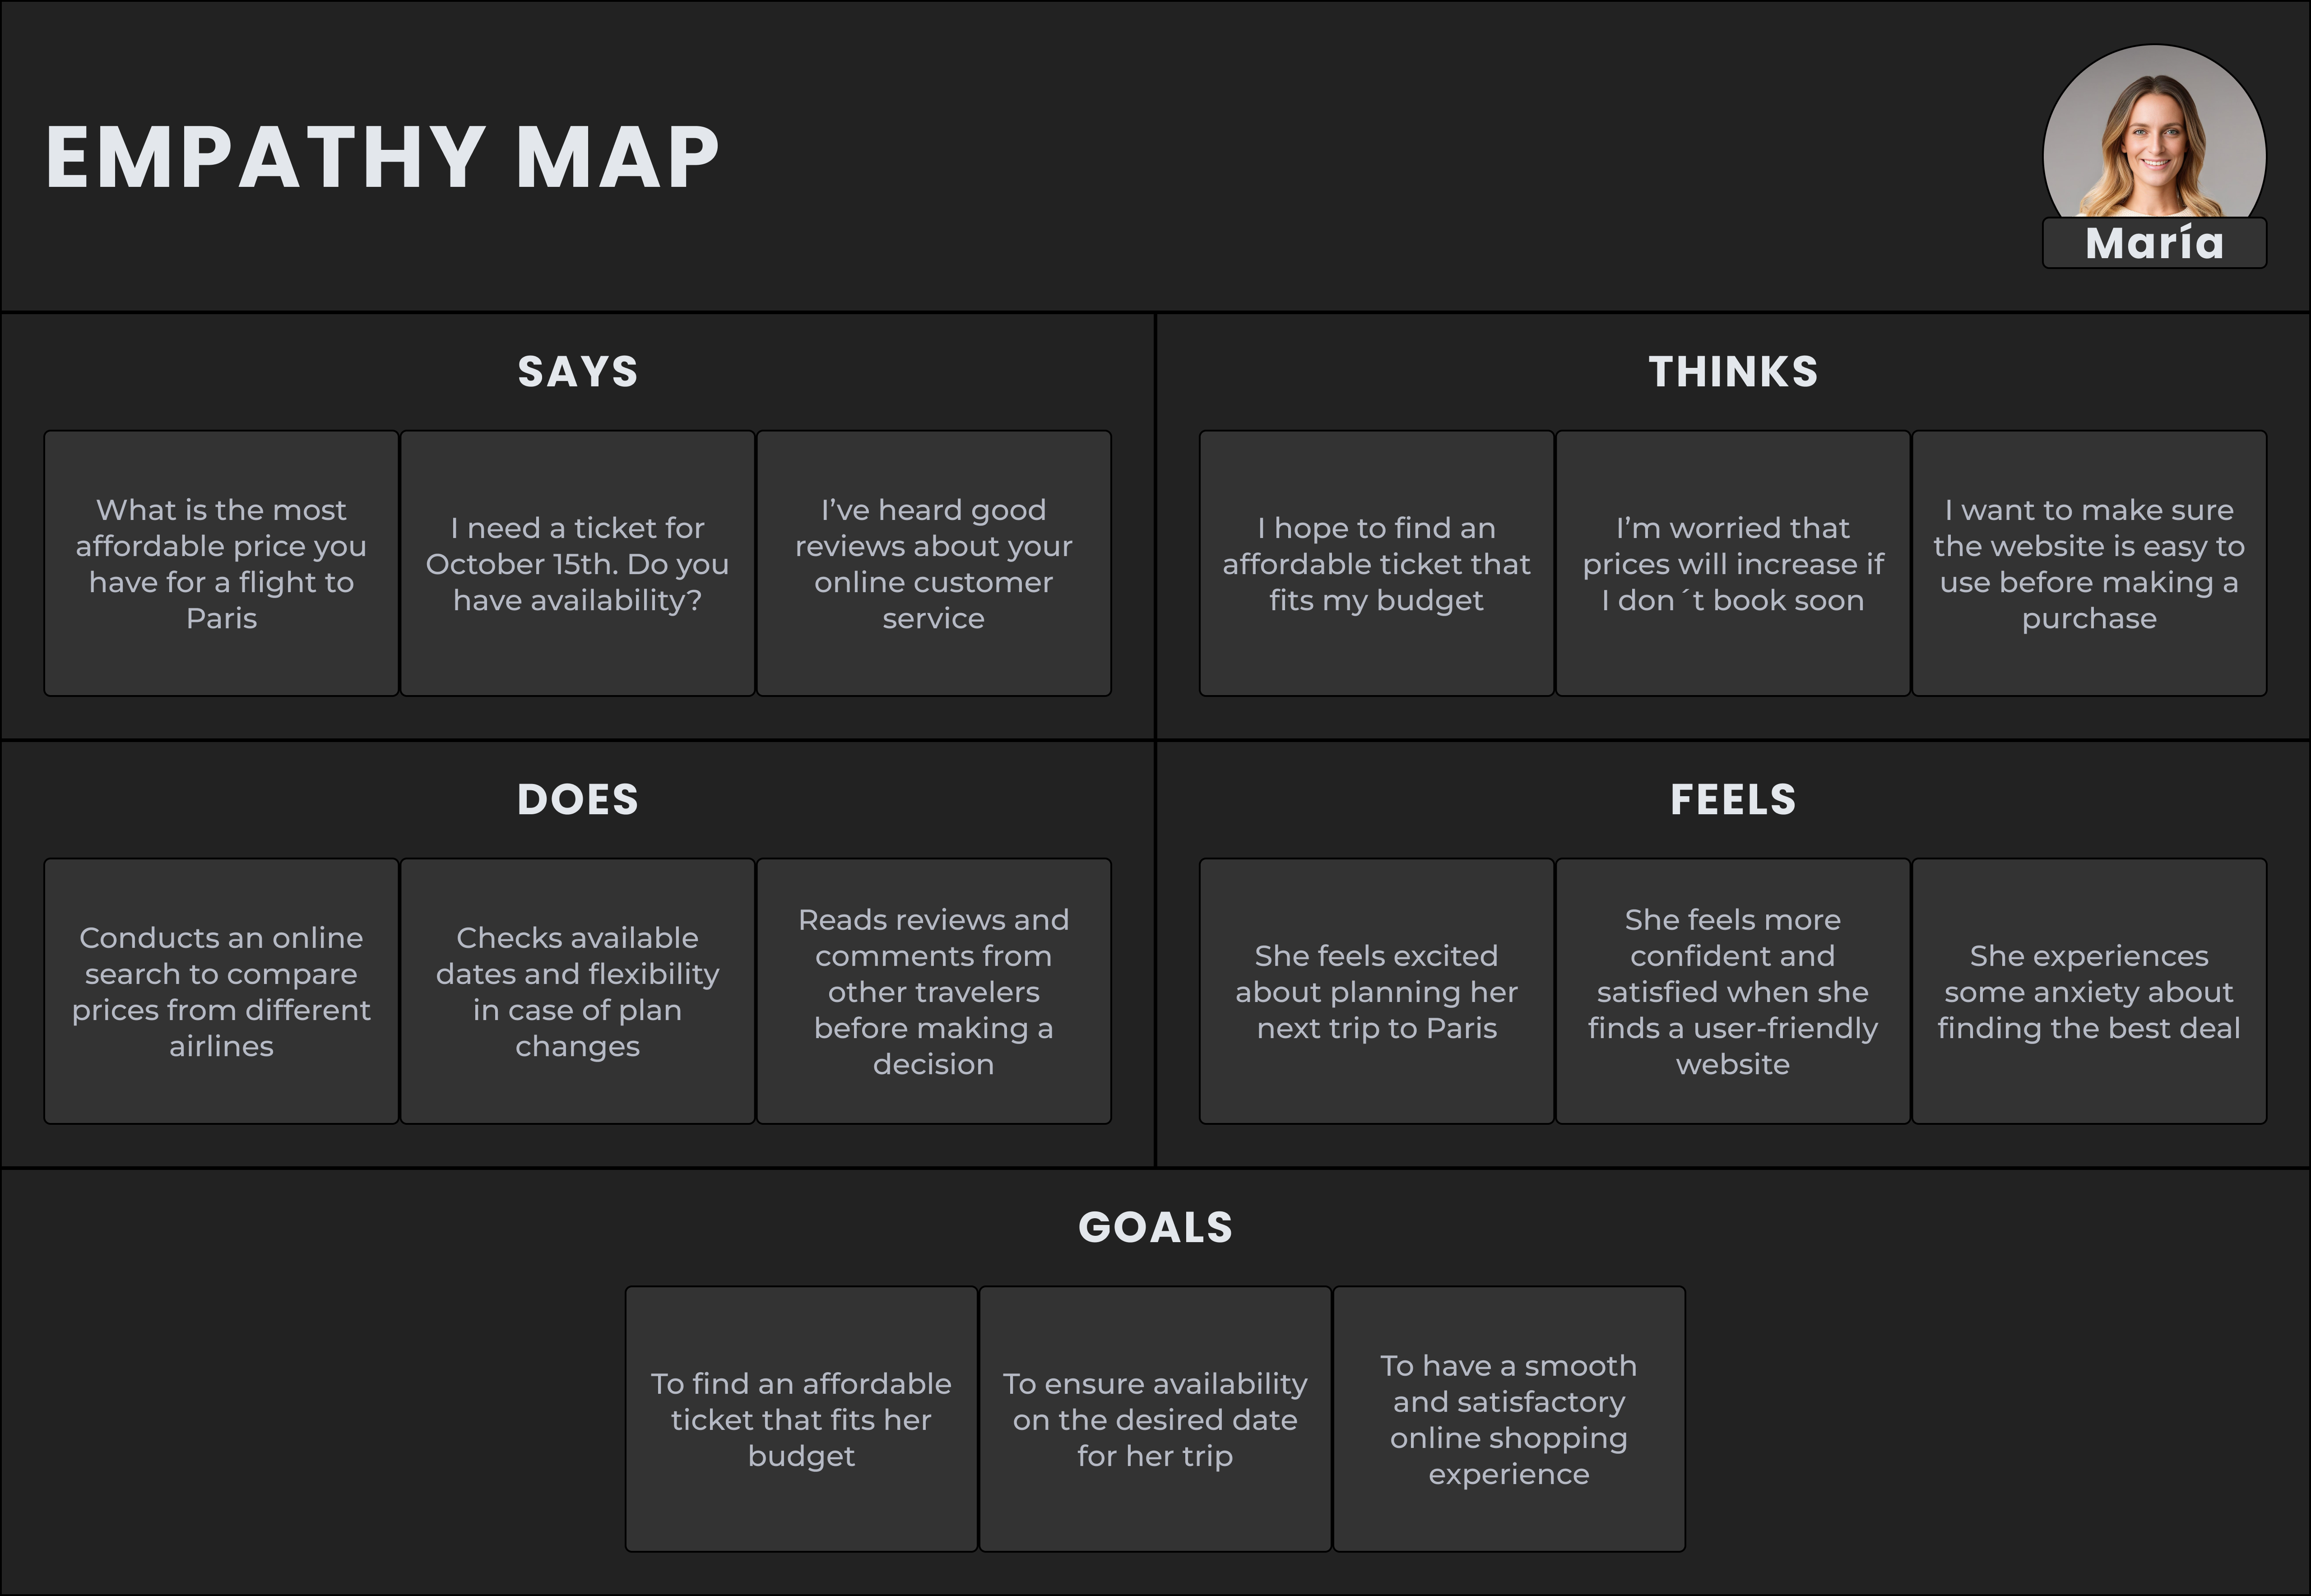 EMPATHY MAP
María
SAYS
What is the most
affordable price you
have for a flight to
Paris
I need a ticket for
October 15th. Do you
have availability?
I’ve heard good
reviews about your
online customer
service
THINKS
I hope to find an
affordable ticket that
fits my budget
I’m worried that
prices will increase if
I don´t book soon
I want to make sure
the website is easy to
use before making a
purchase
DOES
Conducts an online
search to compare
prices from different
airlines
Checks available
dates and flexibility
in case of plan
changes
Reads reviews and
comments from
other travelers
before making a
decision
FEELS
She feels excited
about planning her
next trip to Paris
She feels more
confident and
satisfied when she
finds a user-friendly
website
She experiences
some anxiety about
finding the best deal
GOALS
To find an affordable
ticket that fits her
budget
To ensure availability
on the desired date
for her trip
To have a smooth
and satisfactory
online shopping
experience